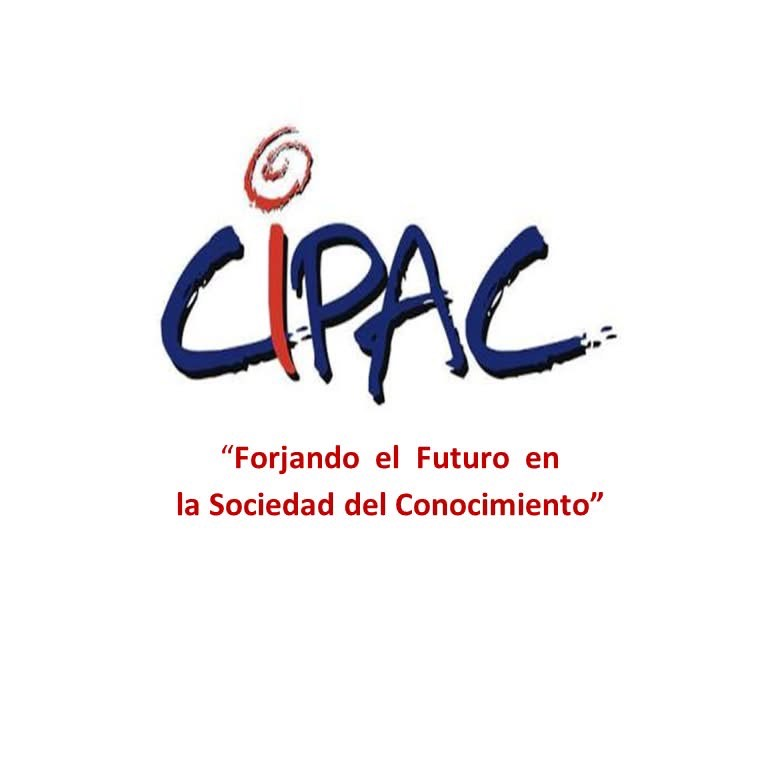 CiPAC
“Forjando el Futuro en
la Sociedad del Conocimiento”